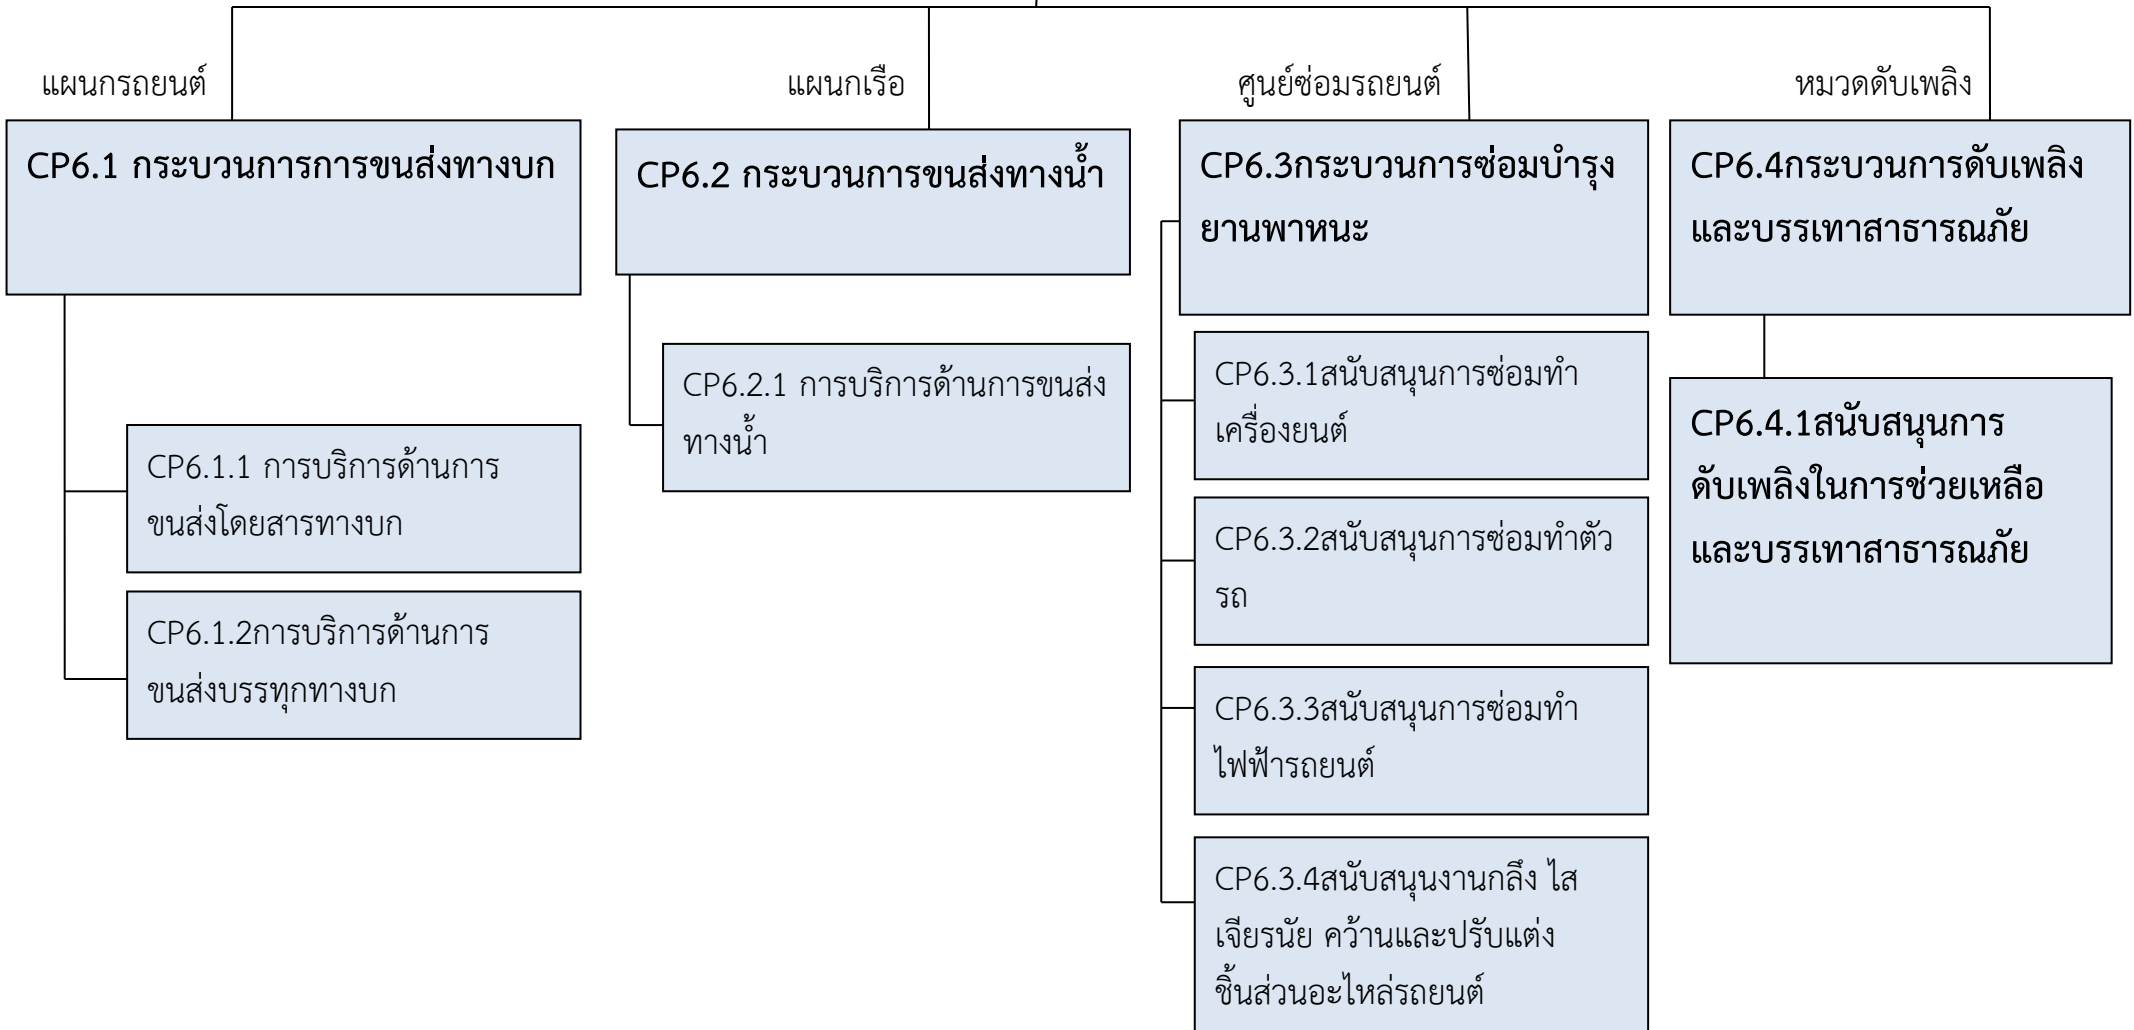 แผนกรถยนต์
แผนกเรือ
ศูนย์ซ่อมรถยนต์
หมวดดับเพลิง
CP6.1 กระบวนการการขนส่งทางบก
CP6.1.1 การบริการด้านการ
ขนส่งโดยสารทางบก
CP6.1.2การบริการด้านการ
ขนส่งบรรทุกทางบก
CP6.2 กระบวนการขนส่งทางน้ำ
CP6.2.1 การบริการด้านการขนส่ง
ทางน้ำ
CP6.3กระบวนการซ่อมบำรุง
ยานพาหนะ
CP6.3.1สนับสนุนการซ่อมทำ
เครื่องยนต์
CP6.3.2สนับสนุนการซ่อมทำตัว
รถ
CP6.3.3สนับสนุนการซ่อมทำ
ไฟฟ้ารถยนต์
CP6.3.4สนับสนุนงานกลึง ไส
เจียรนัย คว้านและปรับแต่ง
ชิ้นส่วนอะไหล่รถยนต์
CP6.4กระบวนการดับเพลิง
และบรรเทาสาธารณภัย
CP6.4.1สนับสนุนการ
ดับเพลิงในการช่วยเหลือ
และบรรเทาสาธารณภัย